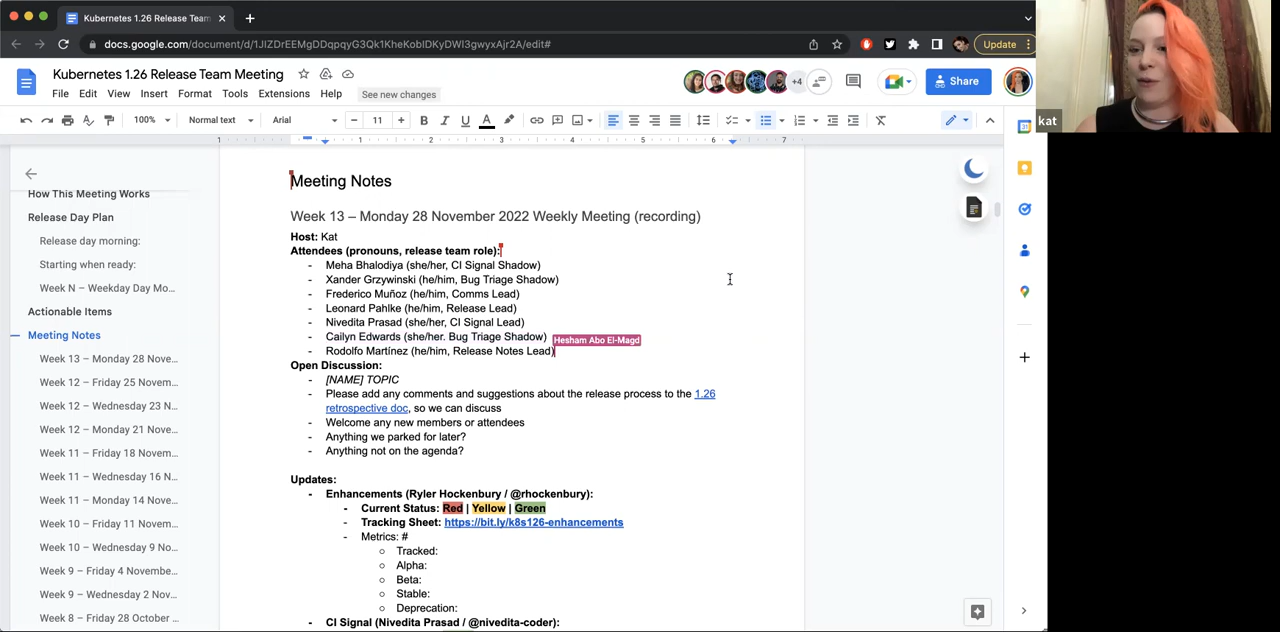 Kubernetes 1.26 Release Team
docs.google.com/document/d/1JIZDrEEMgDDqpqyG3Qk1KheKobIDKyDWI3gwyxAjr2A/edit#
Update
Kubernetes 1.26 Release Team Meeting
File Edit View Insert Format Tools Extensions Help See new changes
+4
Share
100% Normal text Arial 11
1 1 2 3 4 5 6 7
kat
How This Meeting Works
Release Day Plan
Release day morning:
Starting when ready:
Week N – Weekday Day Mo...
Actionable Items
Meeting Notes
Week 13 – Monday 28 Nove...
Week 12 – Friday 25 Novem...
Week 12 – Wednesday 23 N...
Week 12 – Monday 21 Nove...
Week 11 – Friday 18 Novem...
Week 11 – Wednesday 16 N...
Week 11 – Monday 14 Nove...
Week 10 – Friday 11 Novem...
Week 10 – Wednesday 9 No...
Week 9 – Friday 4 Novembe...
Week 9 – Wednesday 2 Nov...
Week 8 – Friday 28 October ...
Meeting Notes
Week 13 – Monday 28 November 2022 Weekly Meeting (recording)
Host: Kat
Attendees (pronouns, release team role):
- Meha Bhalodiya (she/her, CI Signal Shadow)
- Xander Grzywinski (he/him, Bug Triage Shadow)
- Frederico Muñoz (he/him, Comms Lead)
- Leonard Pahlke (he/him, Release Lead)
- Nivedita Prasad (she/her, CI Signal Lead)
- Cailyn Edwards (she/her. Bug Triage Shadow)
Hesham Abo El-Magd
- Rodolfo Martínez (he/him, Release Notes Lead)
Open Discussion:
- [NAME] TOPIC
- Please add any comments and suggestions about the release process to the 1.26
retrospective doc, so we can discuss
- Welcome any new members or attendees
- Anything we parked for later?
- Anything not on the agenda?
Updates:
- Enhancements (Ryler Hockenbury / @rhockenbury):
- Current Status: Red | Yellow | Green
- Tracking Sheet: https://bit.ly/k8s126-enhancements
- Metrics: #
○ Tracked:
○ Alpha:
○ Beta:
○ Stable:
○ Deprecation:
- CI Signal (Nivedita Prasad / @nivedita-coder):